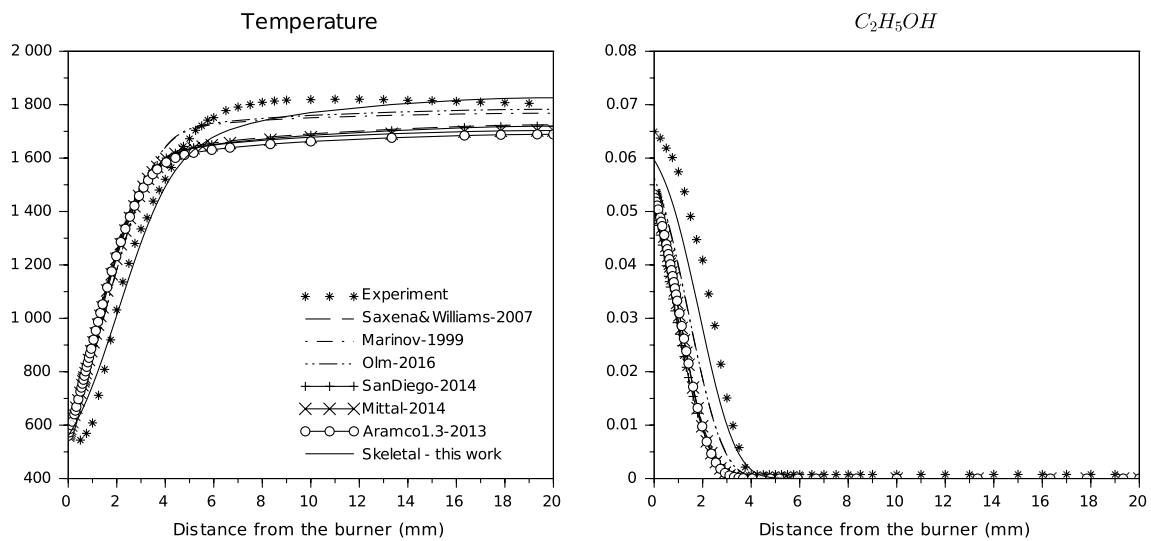 Temperature
2 000
1 800
1 600
1 400
1 200
1 000
800
600
400
0 2 4 6 8 10 12 14 16 18 20
Distance from the burner (mm)
Experiment
Saxena&Williams-2007
Marinov-1999
Olm-2016
SanDiego-2014
Mittal-2014
Aramco1.3-2013
Skeletal - this work
C₂H₅OH
0.08
0.07
0.06
0.05
0.04
0.03
0.02
0.01
0
0 2 4 6 8 10 12 14 16 18 20
Distance from the burner (mm)